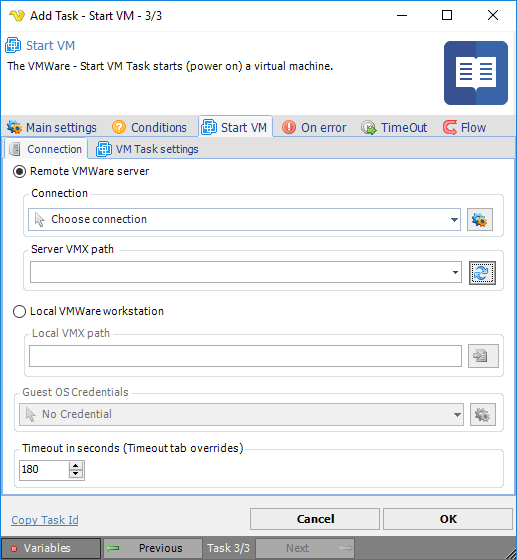 Add Task - Start VM - 3/3
Start VM
The VMWare - Start VM Task starts (power on) a virtual machine.
Main settings Conditions Start VM On error TimeOut Flow
Connection VM Task settings
Remote VMWare server
Connection
Choose connection
Server VMX path
Local VMWare workstation
Local VMX path
Guest OS Credentials
No Credential
Timeout in seconds (Timeout tab overrides)
180
Copy Task Id Cancel OK
Variables Previous Task 3/3 Next